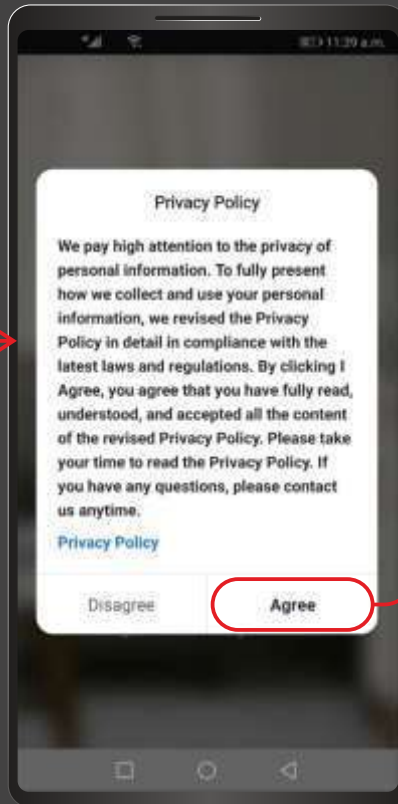 11:39 a.m.
Privacy Policy
We pay high attention to the privacy of
personal information. To fully present
how we collect and use your personal
information, we revised the Privacy
Policy in detail in compliance with the
latest laws and regulations. By clicking I
Agree, you agree that you have fully read,
understood, and accepted all the content
of the revised Privacy Policy. Please take
your time to read the Privacy Policy. If
you have any questions, please contact
us anytime.
Privacy Policy
Disagree
Agree